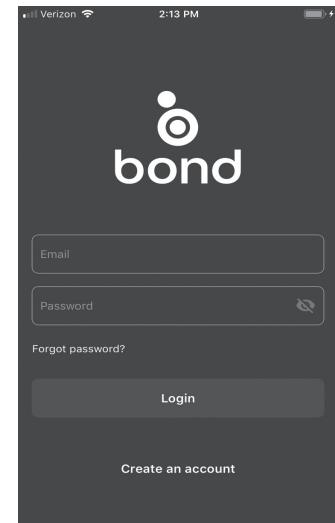 Verizon 2:13 PM
bond
Email
Password
Forgot password?
Login
Create an account